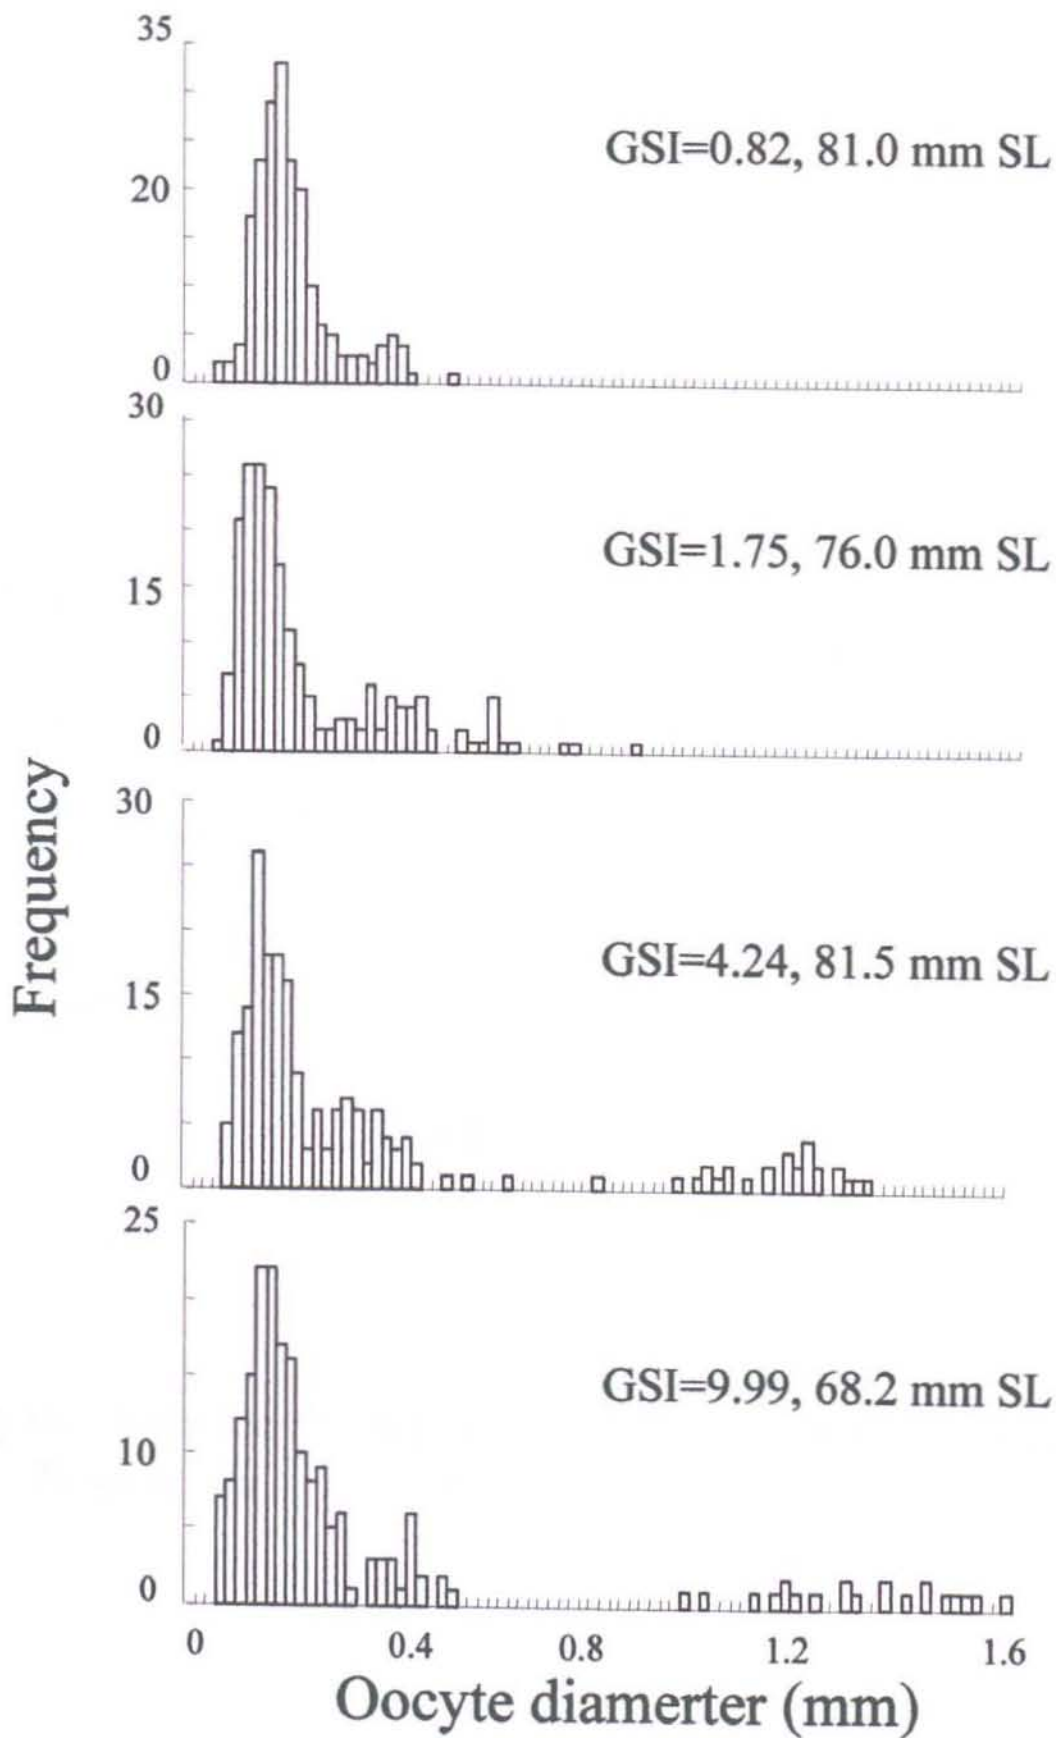 35
GSI=0.82, 81.0 mm SL
20
0
30
GSI=1.75, 76.0 mm SL
15
0
30
GSI=4.24, 81.5 mm SL
15
0
25
GSI=9.99, 68.2 mm SL
10
0
Frequency
0 0.4 0.8 1.2 1.6
Oocyte diamerter (mm)